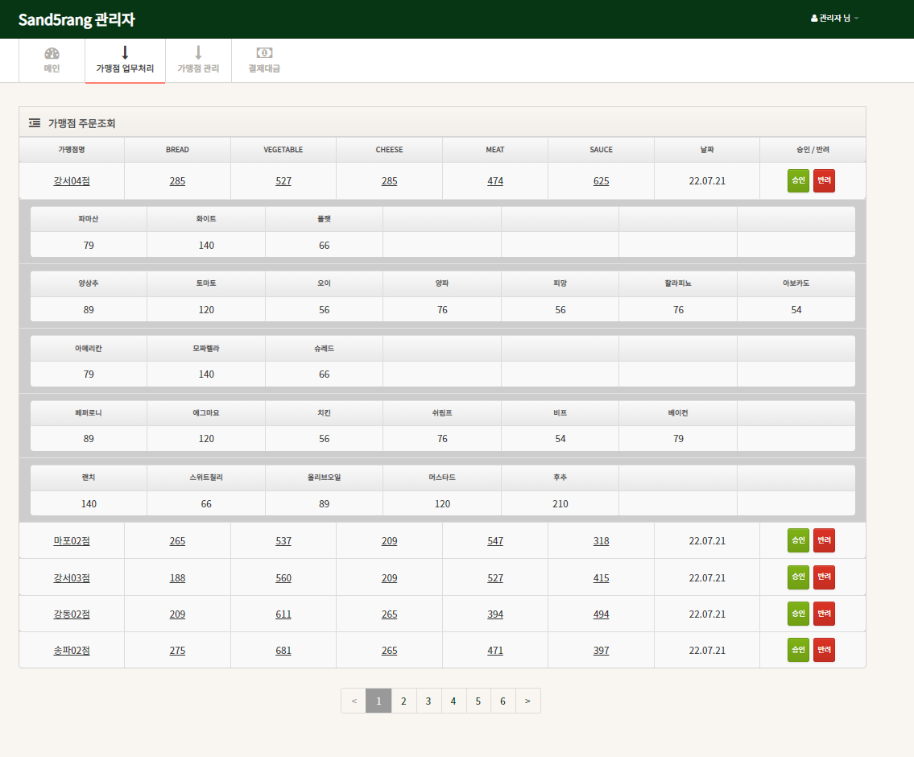 Sand5rang 관리자
관리자 님
메인
가맹점 업무처리
가맹점 관리
결제대금
가맹점 주문조회
가맹점명 BREAD VEGETABLE CHEESE MEAT SAUCE 날짜 승인 / 반려
강서04점 285 527 285 474 625 22.07.21 승인 반려
파마산 화이트 플랫
79 140 66
양상추 토마토 오이 양파 피망 할라피뇨 아보카도
89 120 56 76 56 76 54
아메리칸 모짜렐라 슈레드
79 140 66
페퍼로니 에그마요 치킨 쉬림프 비프 베이컨
89 120 56 76 54 79
랜치 스위트칠리 올리브오일 머스타드 후추
140 66 89 120 210
마포02점 265 537 209 547 318 22.07.21 승인 반려
강서03점 188 560 209 527 415 22.07.21 승인 반려
강동02점 209 611 265 394 494 22.07.21 승인 반려
송파02점 275 681 265 471 397 22.07.21 승인 반려
< 1 2 3 4 5 6 >